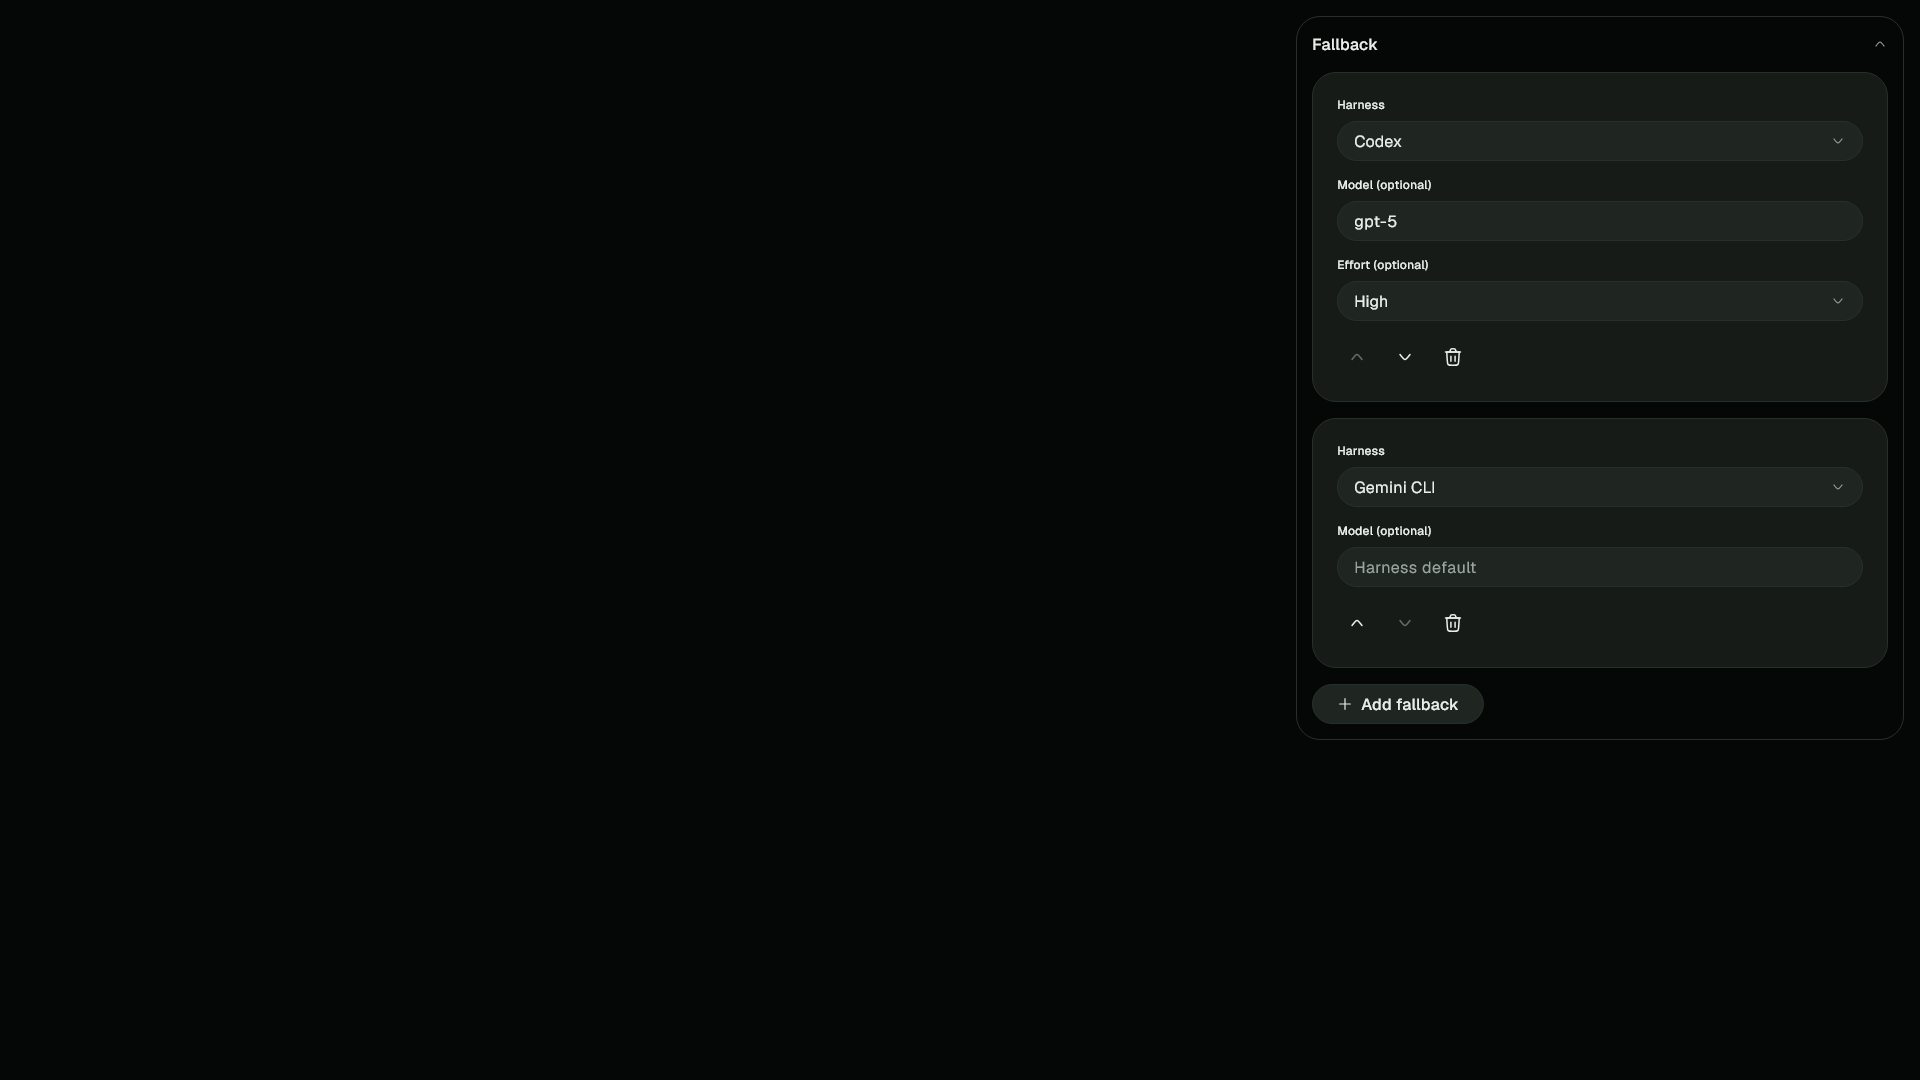 Fallback
Harness
Codex
Model (optional)
gpt-5
Effort (optional)
High
Harness
Gemini CLI
Model (optional)
Harness default
Add fallback